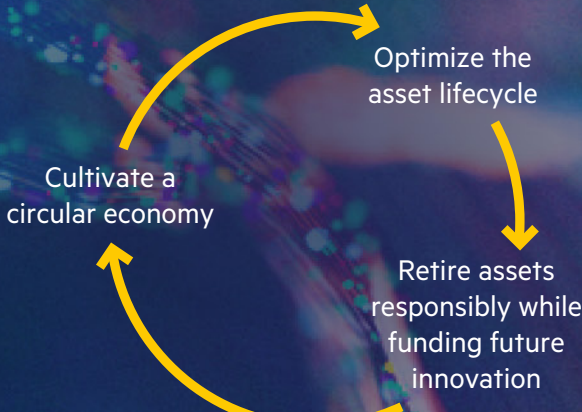 Optimize the
asset lifecycle
Cultivate a
circular economy
Retire assets
responsibly while
funding future
innovation